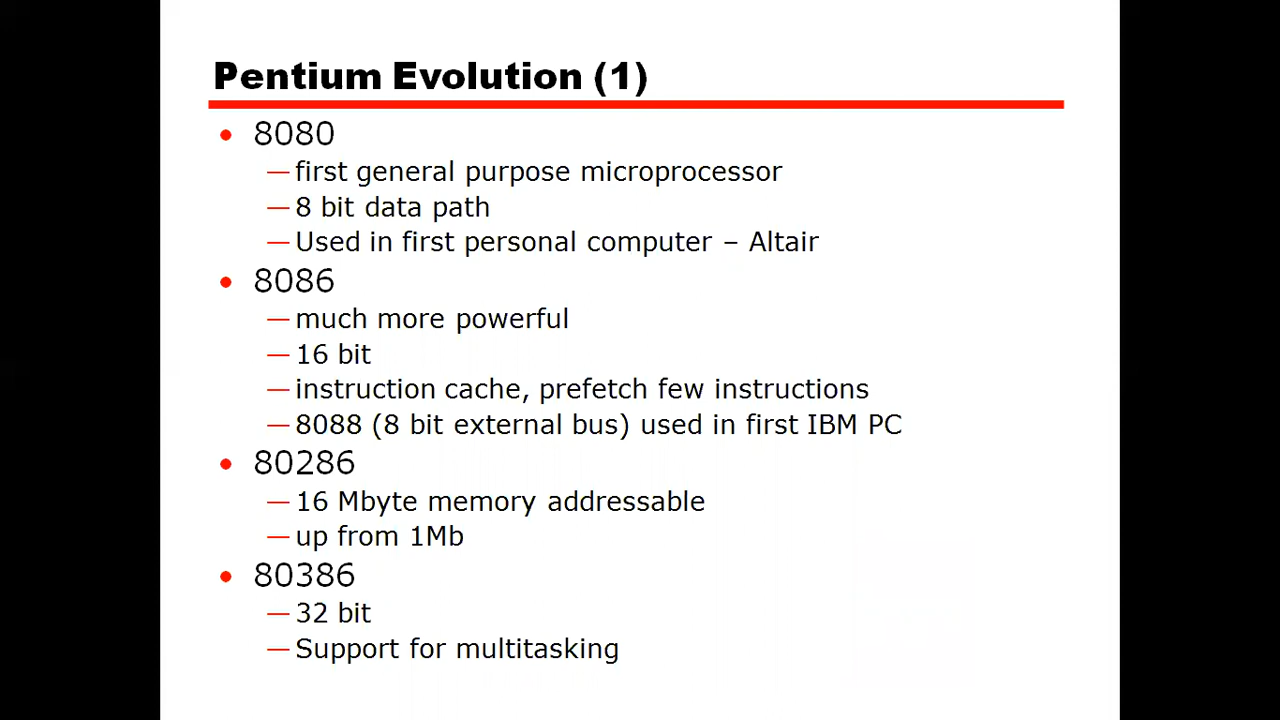 Pentium Evolution (1)
• 8080
— first general purpose microprocessor
— 8 bit data path
— Used in first personal computer – Altair
• 8086
— much more powerful
— 16 bit
— instruction cache, prefetch few instructions
— 8088 (8 bit external bus) used in first IBM PC
• 80286
— 16 Mbyte memory addressable
— up from 1Mb
• 80386
— 32 bit
— Support for multitasking